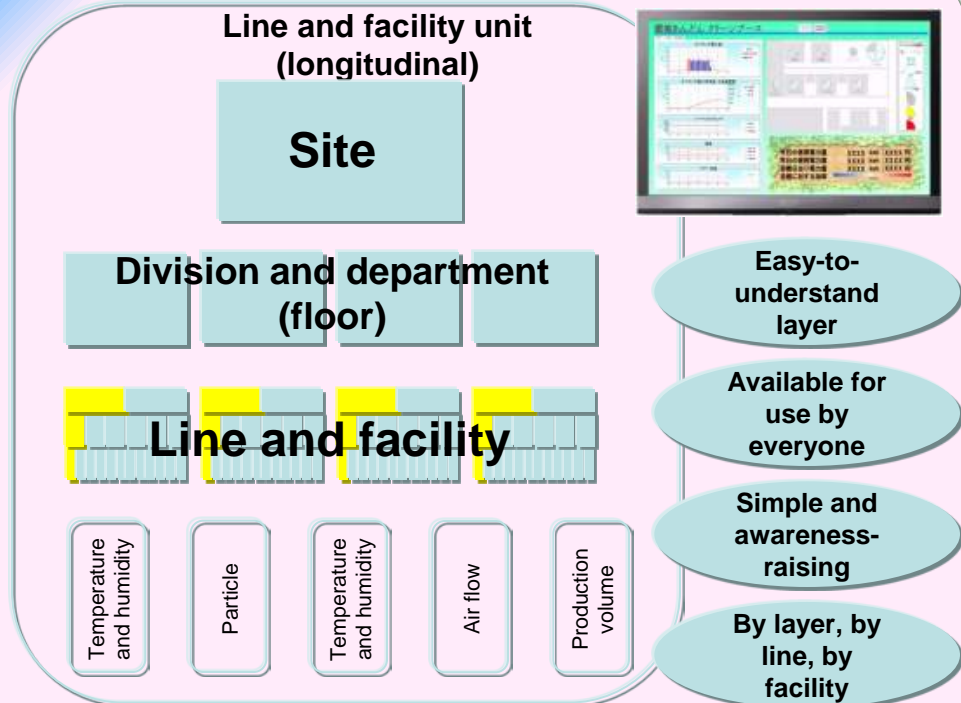 Line and facility unit
(longitudinal)
Site
Division and department
(floor)
Line and facility
Temperature
and humidity
Particle
Temperature
and humidity
Air flow
Production
volume
Easy-to-
understand
layer
Available for
use by
everyone
Simple and
awareness-
raising
By layer, by
line, by
facility